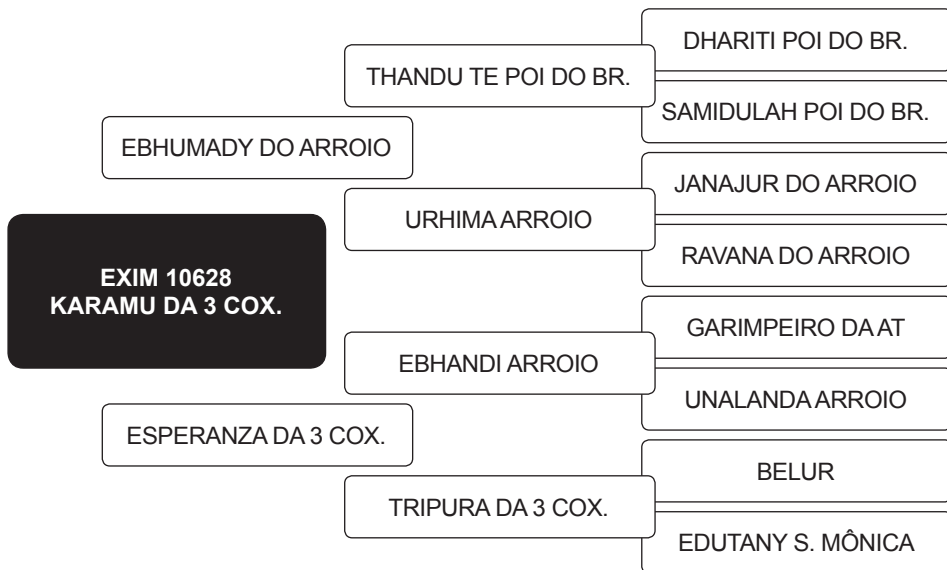 DHARITI POI DO BR.
THANDU TE POI DO BR.
SAMIDULAH POI DO BR.
EBHUMADY DO ARROIO
JANAJUR DO ARROIO
URHIMA ARROIO
RAVANA DO ARROIO
EXIM 10628
KARAMU DA 3 COX.
GARIMPEIRO DA AT
EBHANDI ARROIO
UNALANDA ARROIO
ESPERANZA DA 3 COX.
BELUR
TRIPURA DA 3 COX.
EDUTANY S. MÔNICA